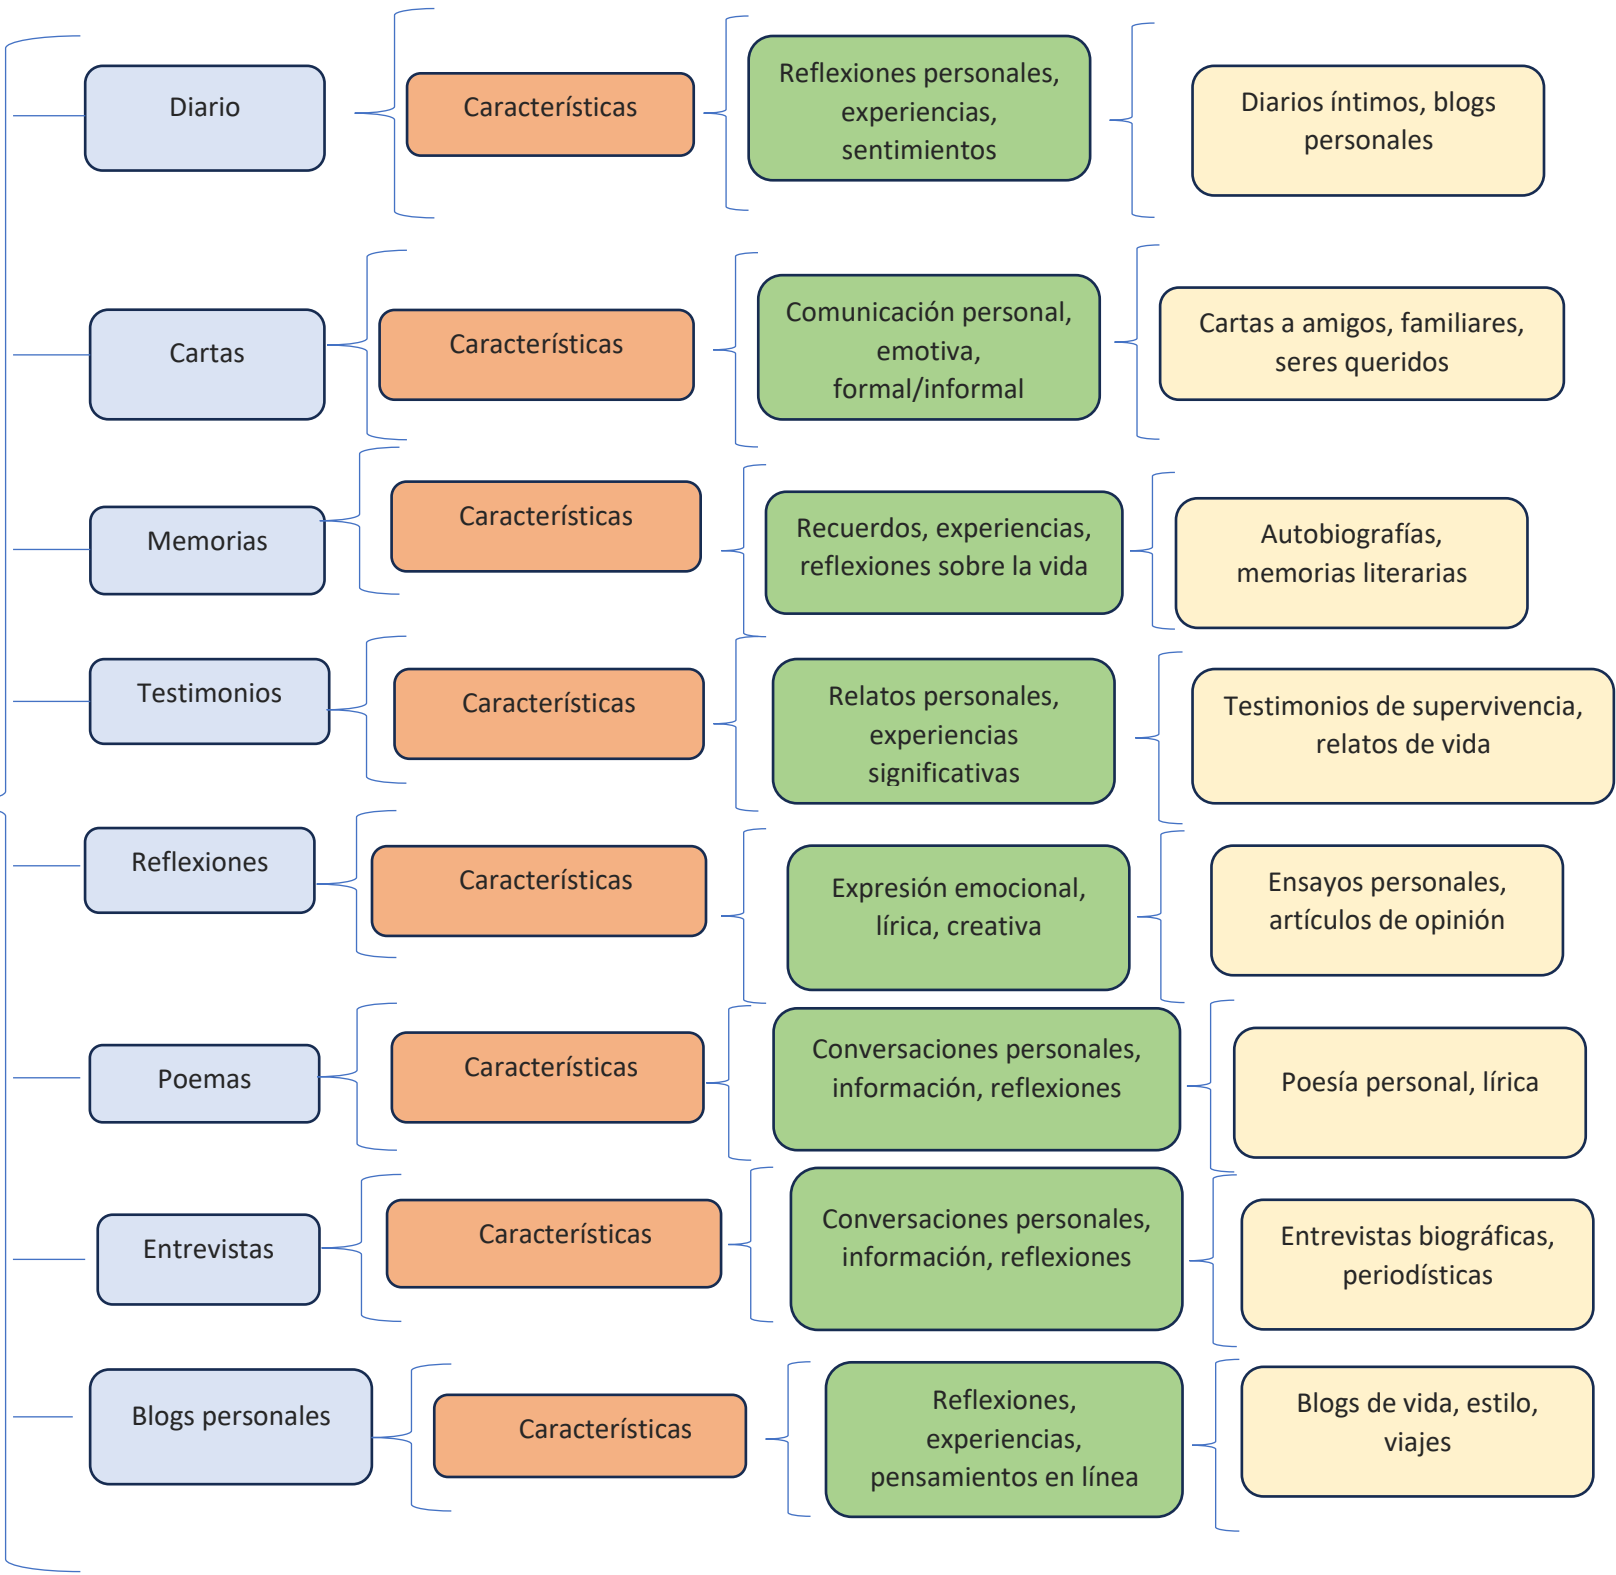 Diario
Características
Reflexiones personales,
experiencias,
sentimientos
Diarios íntimos, blogs
personales
Cartas
Características
Comunicación personal,
emotiva,
formal/informal
Cartas a amigos, familiares,
seres queridos
Memorias
Características
Recuerdos, experiencias,
reflexiones sobre la vida
Autobiografías,
memorias literarias
Testimonios
Características
Relatos personales,
experiencias
significativas
Testimonios de supervivencia,
relatos de vida
Reflexiones
Características
Expresión emocional,
lírica, creativa
Ensayos personales,
artículos de opinión
Poemas
Características
Conversaciones personales,
información, reflexiones
Poesía personal, lírica
Entrevistas
Características
Conversaciones personales,
información, reflexiones
Entrevistas biográficas,
periodísticas
Blogs personales
Características
Reflexiones,
experiencias,
pensamientos en línea
Blogs de vida, estilo,
viajes